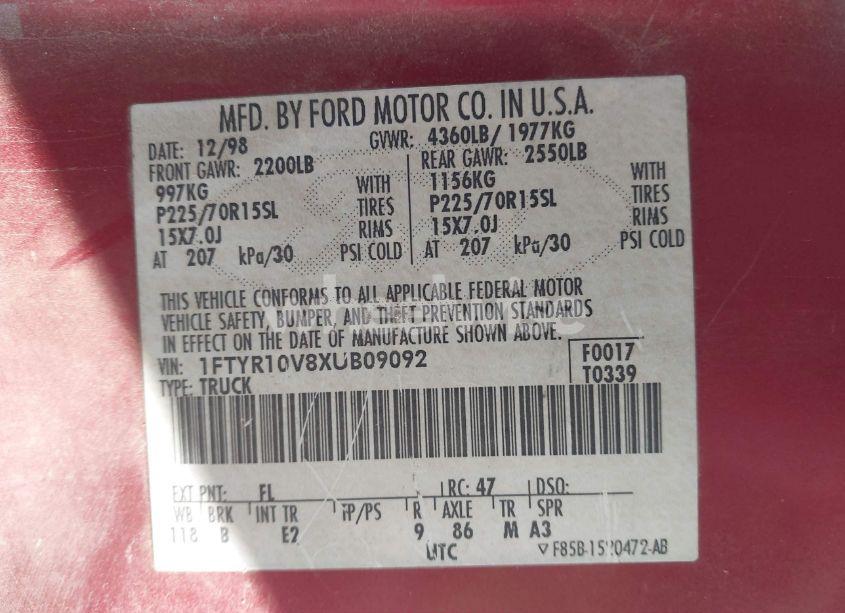 MFD. BY FORD MOTOR CO. IN U.S.A.
DATE: 12/98 GVWR: 4360LB/ 1977KG
FRONT GAWR: 2200LB REAR GAWR: 2550LB
997KG WITH 1156KG WITH
P225/70R15SL TIRES P225/70R15SL TIRES
15X7.0J RIMS 15X7.0J RIMS
AT 207 kPa/30 PSI COLD AT 207 kPa/30 PSI COLD
THIS VEHICLE CONFORMS TO ALL APPLICABLE FEDERAL MOTOR
VEHICLE SAFETY, BUMPER, AND THEFT PREVENTION STANDARDS
IN EFFECT ON THE DATE OF MANUFACTURE SHOWN ABOVE.
VIN: 1FTYR10V8XUB09092 F0017
TYPE: TRUCK T0339
EXT PNT: FL RC: 47 DSO:
WB BRK INT TR TP/PS R AXLE TR SPR
118 B E2 9 86 M A3
UTC F85B-1520472-AB